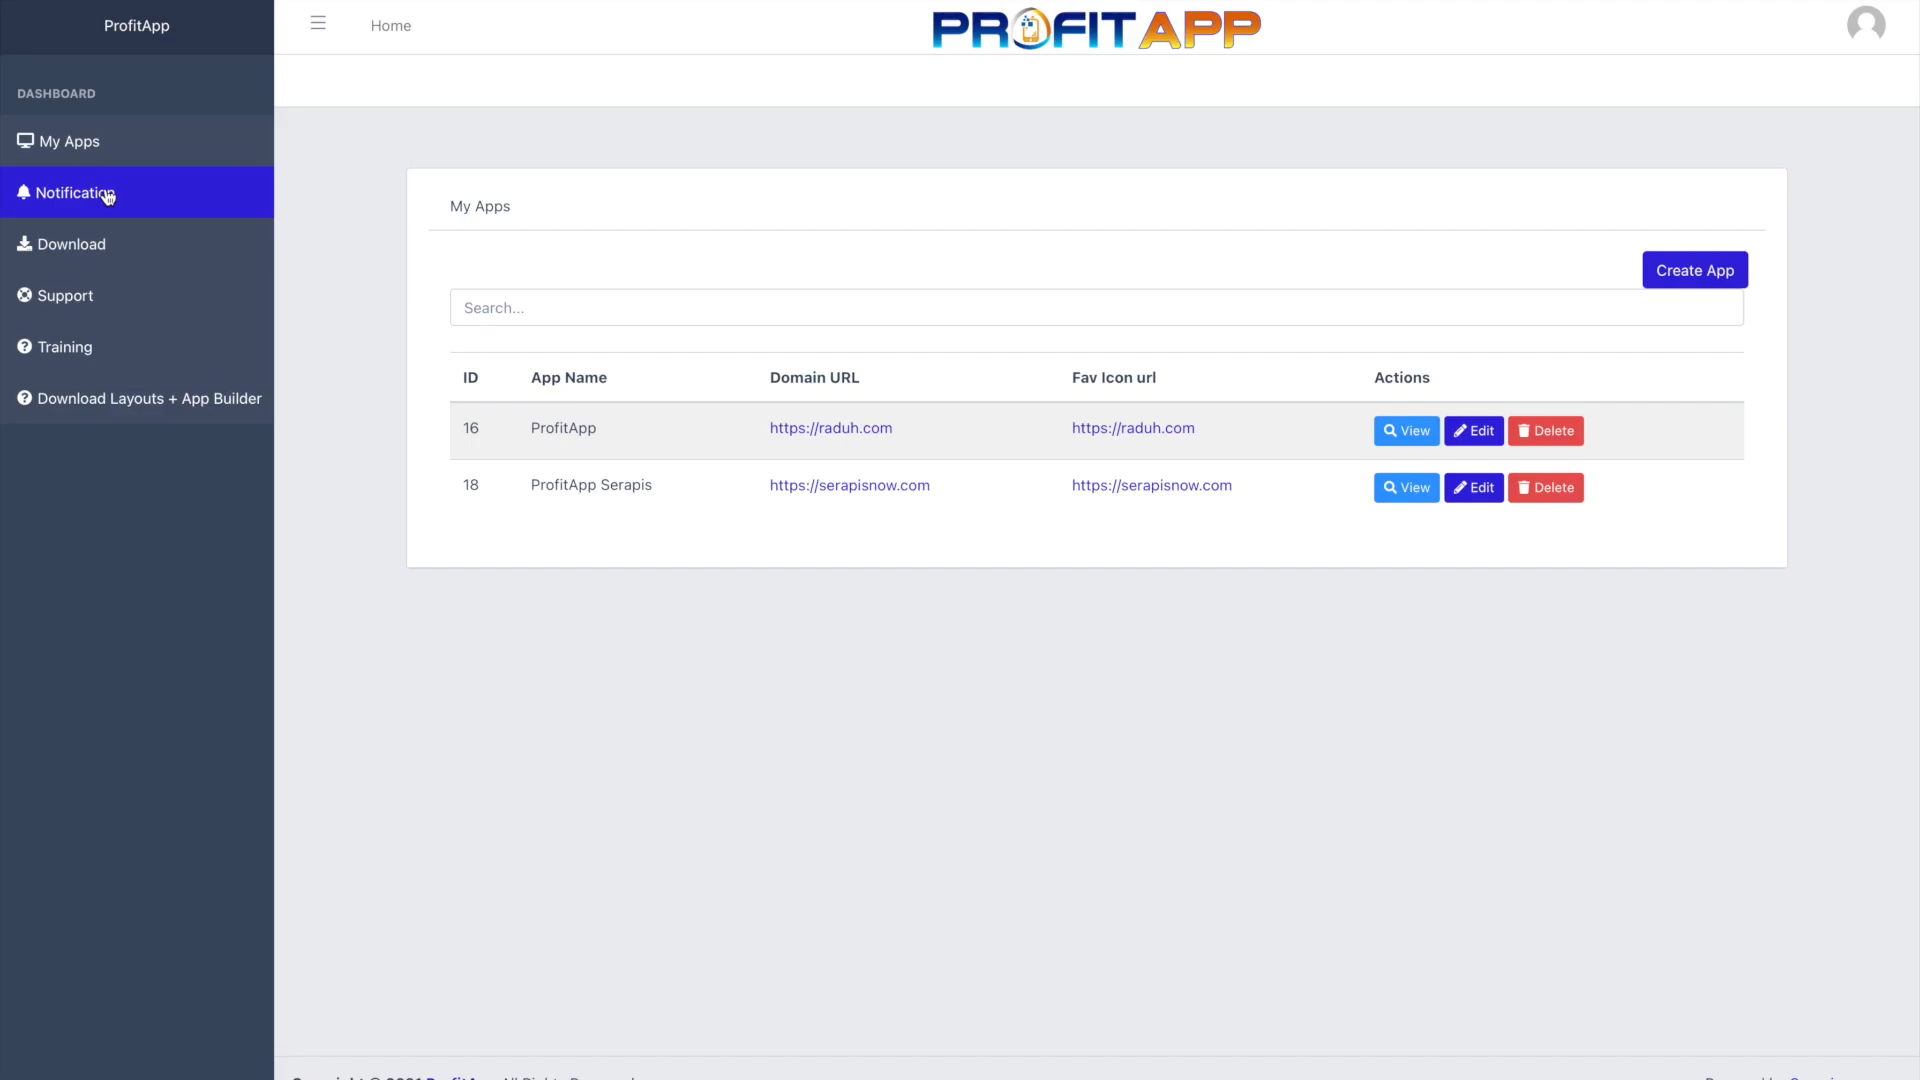 ProfitApp
Home
PROFITAPP
DASHBOARD
My Apps
Notification
Download
Support
Training
Download Layouts + App Builder
My Apps
Create App
Search...
ID App Name Domain URL Fav Icon url Actions
16 ProfitApp https://raduh.com https://raduh.com View Edit Delete
18 ProfitApp Serapis https://serapisnow.com https://serapisnow.com View Edit Delete